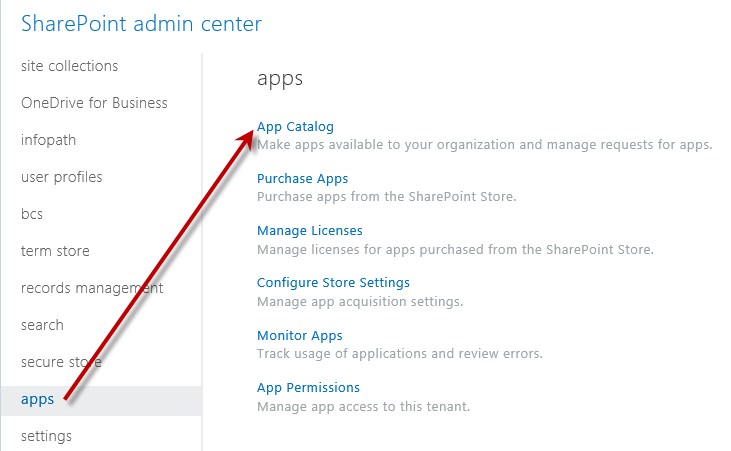 SharePoint admin center
site collections
OneDrive for Business
infopath
user profiles
bcs
term store
records management
search
secure store
apps
settings
apps
App Catalog
Make apps available to your organization and manage requests for apps.
Purchase Apps
Purchase apps from the SharePoint Store.
Manage Licenses
Manage licenses for apps purchased from the SharePoint Store.
Configure Store Settings
Manage app acquisition settings.
Monitor Apps
Track usage of applications and review errors.
App Permissions
Manage app access to this tenant.